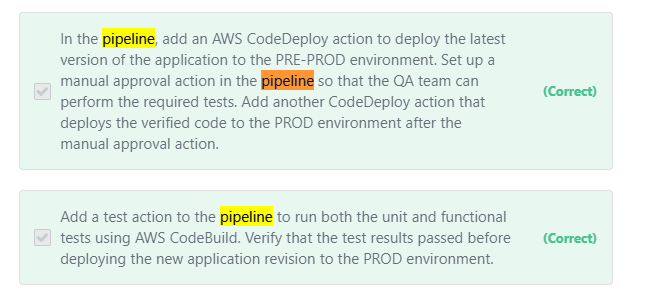 In the pipeline, add an AWS CodeDeploy action to deploy the latest
version of the application to the PRE-PROD environment. Set up a
manual approval action in the pipeline so that the QA team can
perform the required tests. Add another CodeDeploy action that
deploys the verified code to the PROD environment after the
manual approval action.
(Correct)
Add a test action to the pipeline to run both the unit and functional
tests using AWS CodeBuild. Verify that the test results passed before
deploying the new application revision to the PROD environment.
(Correct)